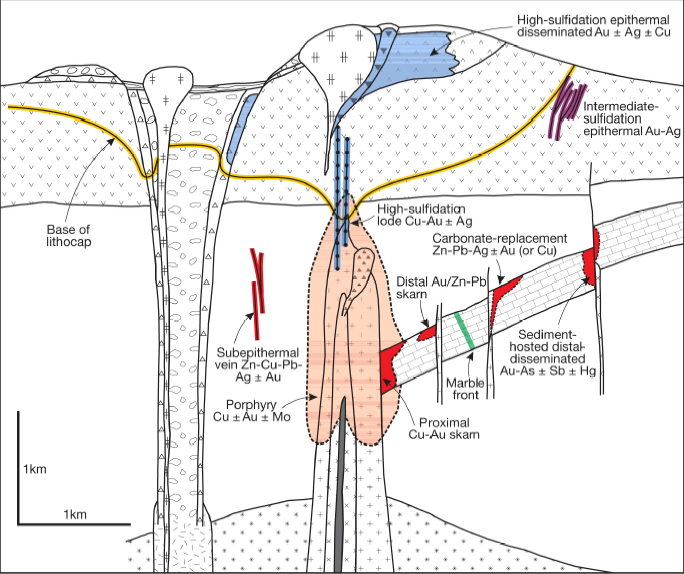 High-sulfidation epithermal
disseminated Au ± Ag ± Cu
Intermediate-
sulfidation
epithermal Au-Ag
Base of
lithocap
High-sulfidation
lode Cu-Au ± Ag
Carbonate-replacement
Zn-Pb-Ag ± Au (or Cu)
Distal Au/Zn-Pb
skarn
Subepithermal
vein Zn-Cu-Pb-
Ag ± Au
Sediment-
hosted distal-
disseminated
Au-As ± Sb ± Hg
Marble
front
Porphyry
Cu ± Au ± Mo
Proximal
Cu-Au skarn
1km
1km